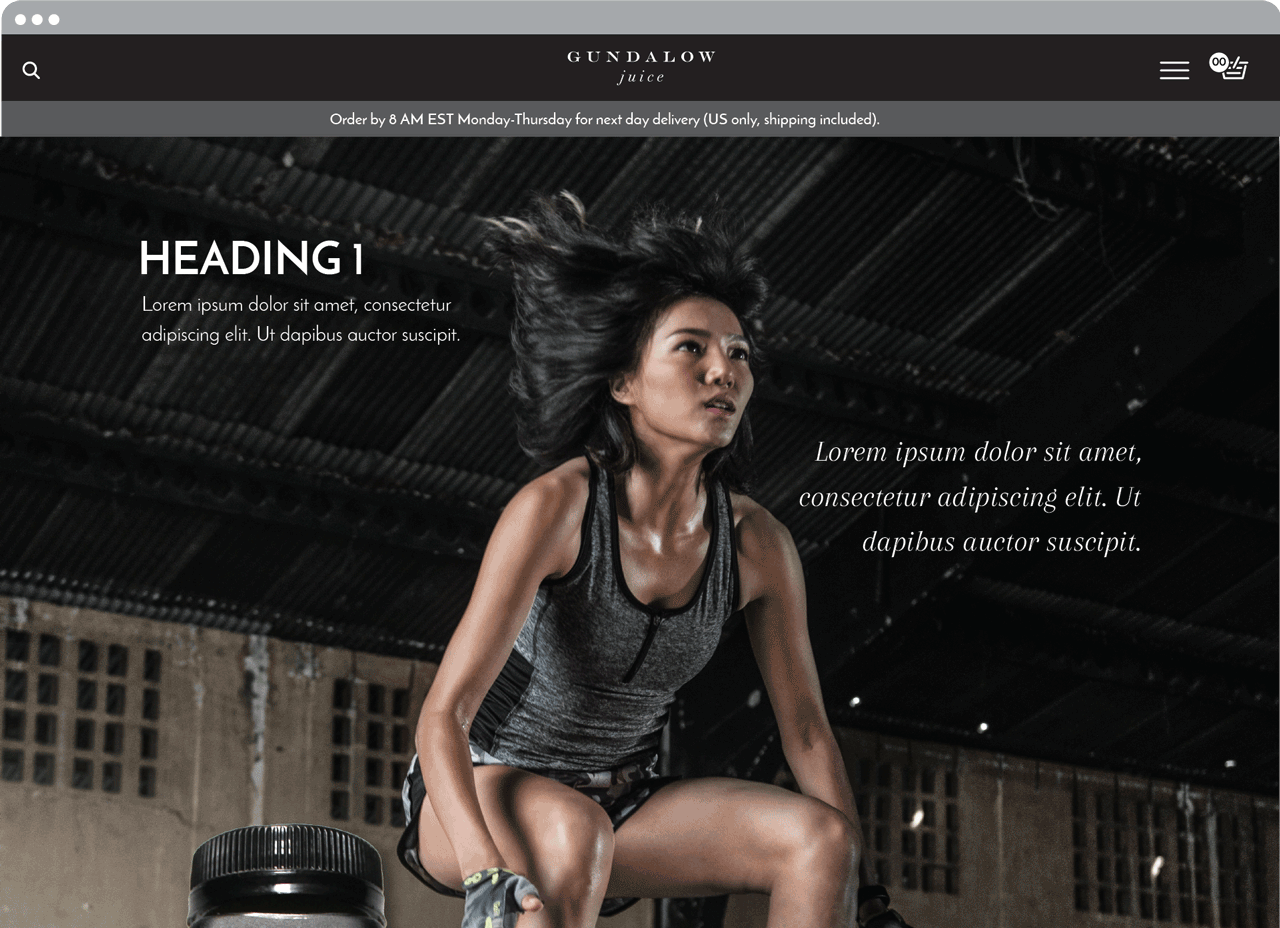 GUNDALOW
juice
00
Order by 8 AM EST Monday-Thursday for next day delivery (US only, shipping included).
HEADING 1
Lorem ipsum dolor sit amet, consectetur
adipiscing elit. Ut dapibus auctor suscipit.
Lorem ipsum dolor sit amet,
consectetur adipiscing elit. Ut
dapibus auctor suscipit.